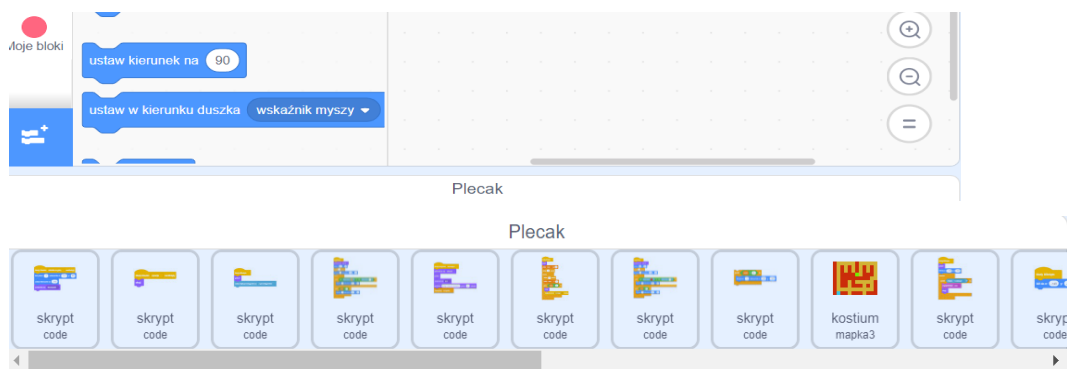 Moje bloki
ustaw kierunek na 90
ustaw w kierunku duszka wskaźnik myszy
Plecak
Plecak
skrypt skrypt skrypt skrypt skrypt skrypt skrypt skrypt kostium skrypt skryp
code code code code code code code code mapka3 code code